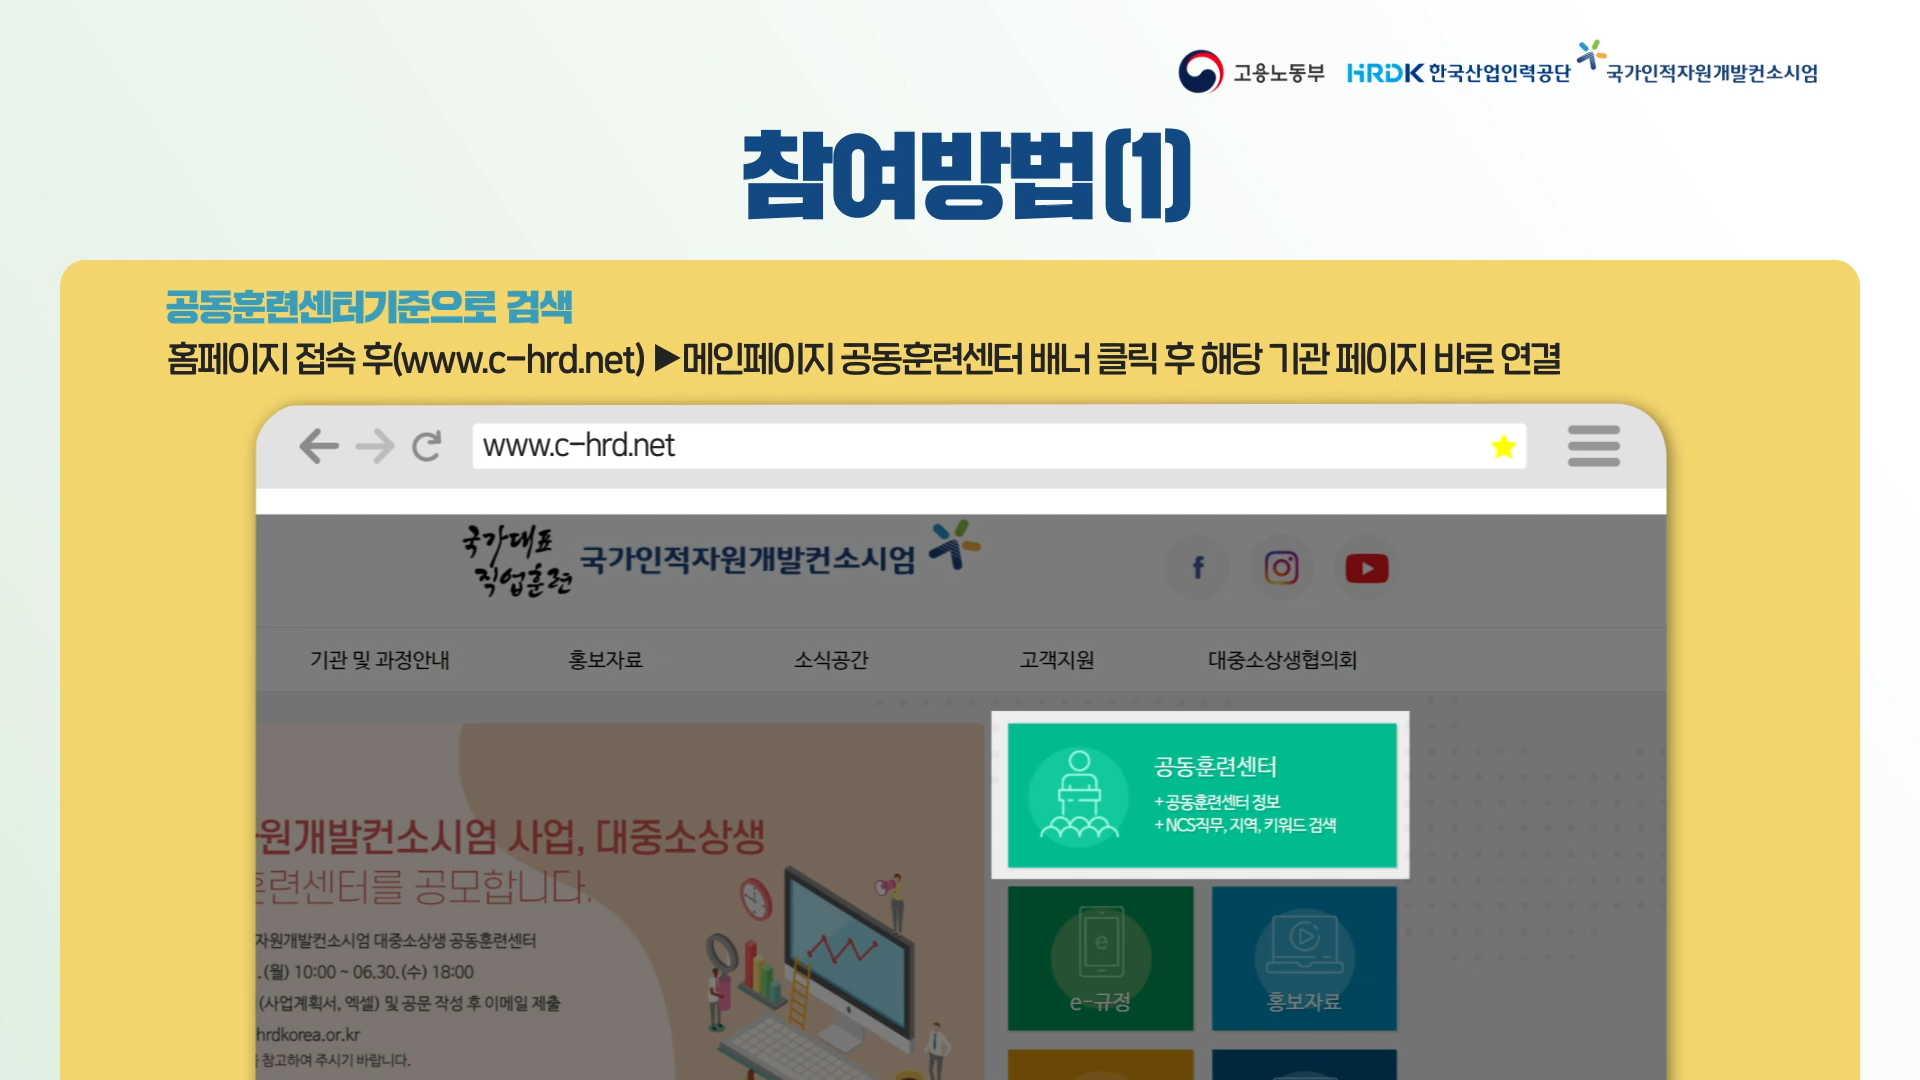 고용노동부 HRDK 한국산업인력공단 국가인적자원개발컨소시엄
참여방법(1)
공동훈련센터기준으로 검색
홈페이지 접속 후(www.c-hrd.net) ▶메인페이지 공동훈련센터 배너 클릭 후 해당 기관 페이지 바로 연결
www.c-hrd.net
국가대표
직업훈련
국가인적자원개발컨소시엄
기관 및 과정안내 홍보자료 소식공간 고객지원 대중소상생협의회
공동훈련센터
+ 공동훈련센터 정보
+ NCS직무, 지역, 키워드 검색
원개발컨소시엄 사업, 대중소상생
훈련센터를 공모합니다.
자원개발컨소시엄 대중소상생 공동훈련센터
.(월) 10:00 ~ 06.30.(수) 18:00
(사업계획서, 엑셀) 및 공문 작성 후 이메일 제출
hrdkorea.or.kr
참고하여 주시기 바랍니다.
e-규정
홍보자료